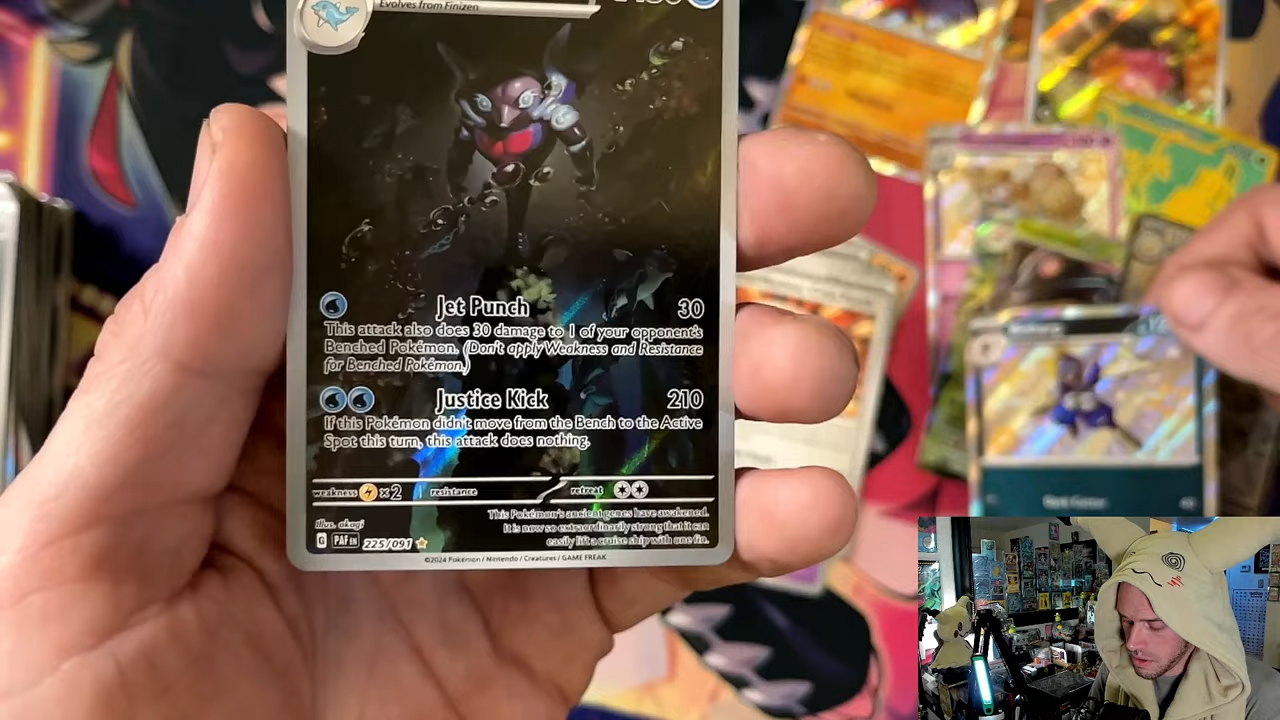 Evolves from Finizen
Jet Punch 30
This attack also does 30 damage to 1 of your opponent's
Benched Pokémon. (Don't apply Weakness and Resistance
for Benched Pokémon.)
Justice Kick 210
If this Pokémon didn't move from the Bench to the Active
Spot this turn, this attack does nothing.
weakness x2 resistance retreat
This Pokémon's ancient genes have awakened.
It is now so extraordinarily strong that it can
easily lift a cruise ship with one fin.
Illus. akagi
G PAF EN 225/091
©2024 Pokémon / Nintendo / Creatures / GAME FREAK